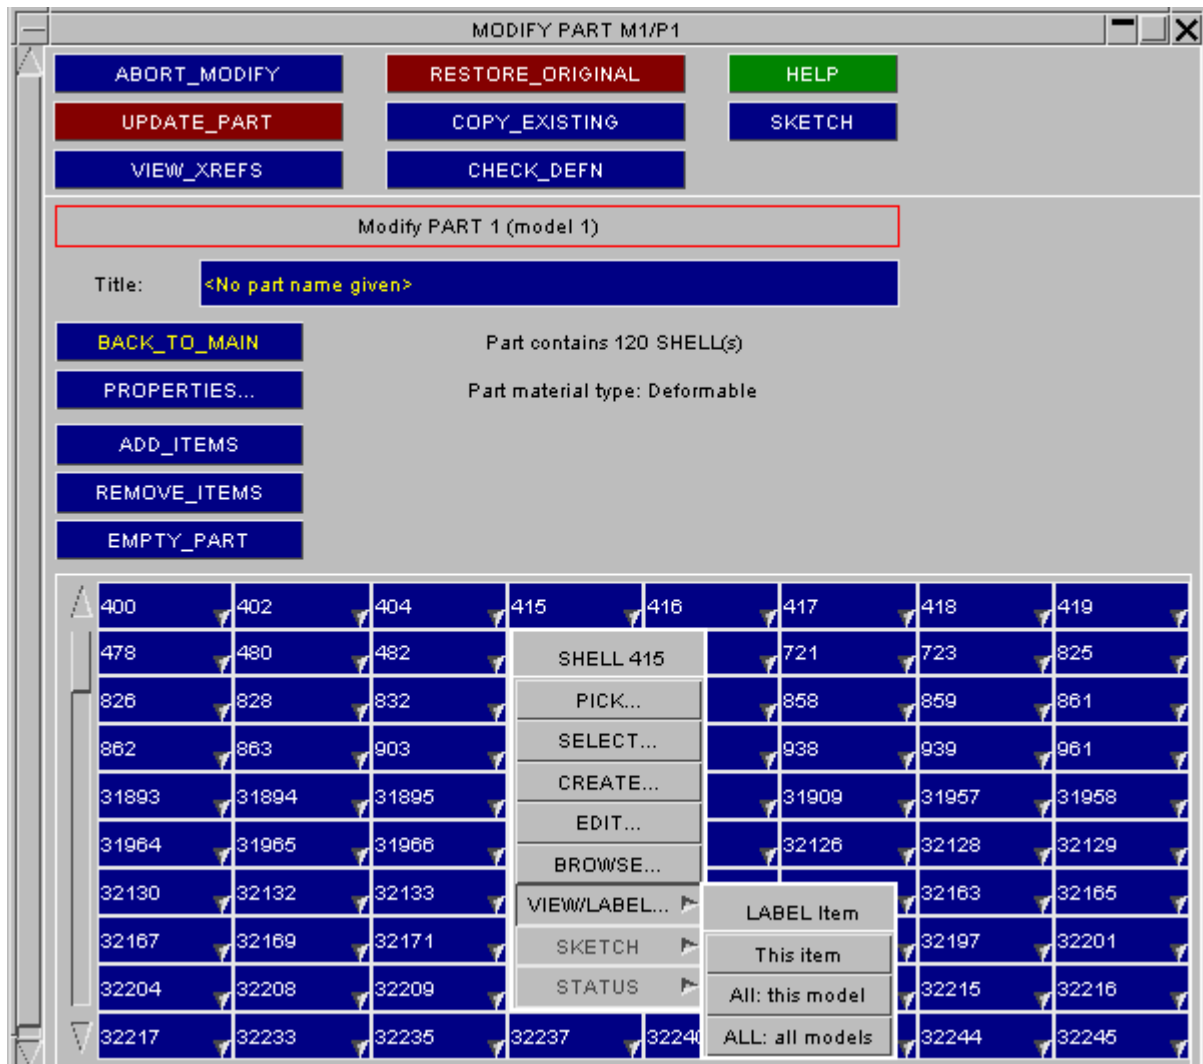 MODIFY PART M1/P1
ABORT_MODIFY RESTORE_ORIGINAL HELP
UPDATE_PART COPY_EXISTING SKETCH
VIEW_XREFS CHECK_DEFN
Modify PART 1 (model 1)
Title: <No part name given>
BACK_TO_MAIN Part contains 120 SHELL(s)
PROPERTIES... Part material type: Deformable
ADD_ITEMS
REMOVE_ITEMS
EMPTY_PART
400 402 404 415 416 417 418 419
478 480 482 SHELL 415 721 723 825
826 828 832 PICK... 858 859 861
862 863 903 SELECT... 938 939 961
CREATE...
31893 31894 31895 31909 31957 31958
EDIT...
31964 31965 31966 32126 32128 32129
BROWSE...
32130 32132 32133 VIEW/LABEL... LABEL Item 32163 32165
32167 32169 32171 SKETCH This item 32197 32201
32204 32208 32209 STATUS All: this model 32215 32216
32217 32233 32235 32237 ALL: all models 32244 32245